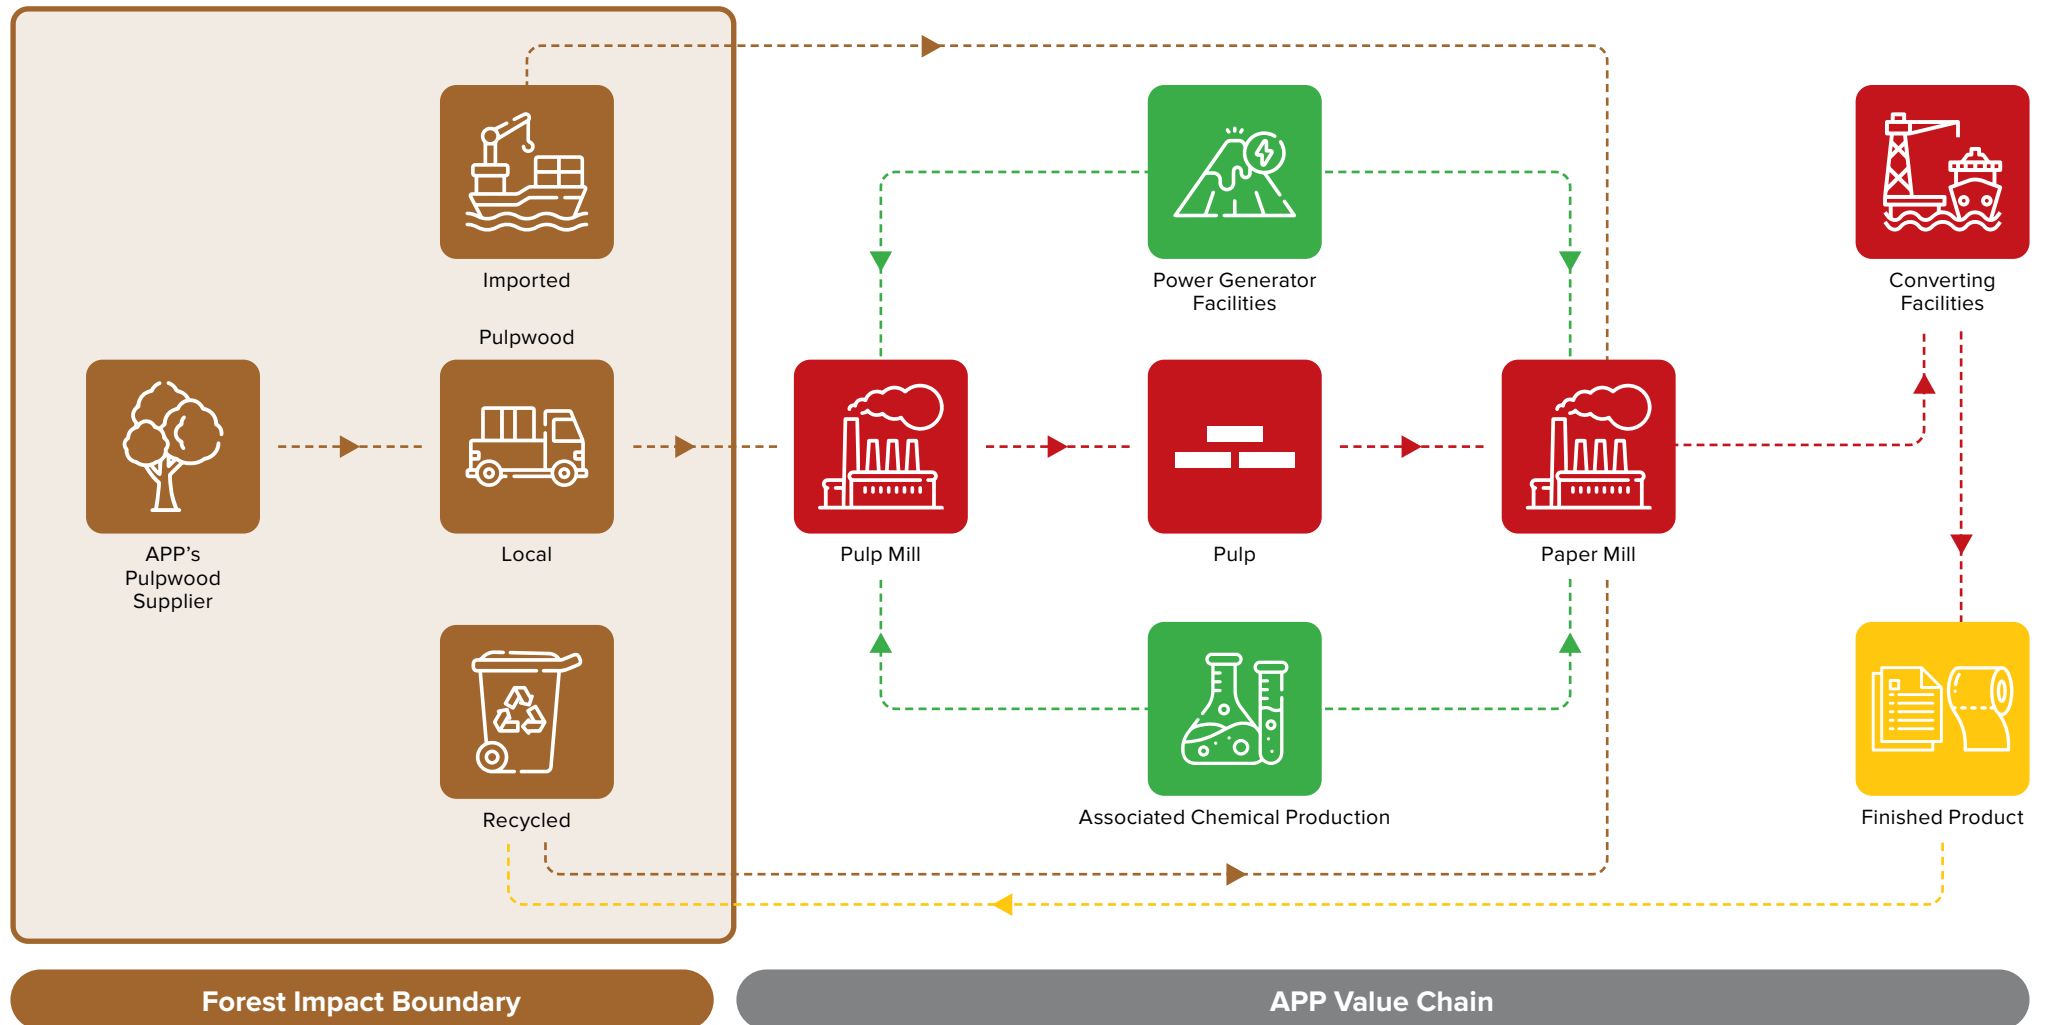 Imported
Power Generator
Facilities
Converting
Facilities
Pulpwood
APP’s
Pulpwood
Supplier
Local
Pulp Mill
Pulp
Paper Mill
Recycled
Associated Chemical Production
Finished Product
Forest Impact Boundary
APP Value Chain